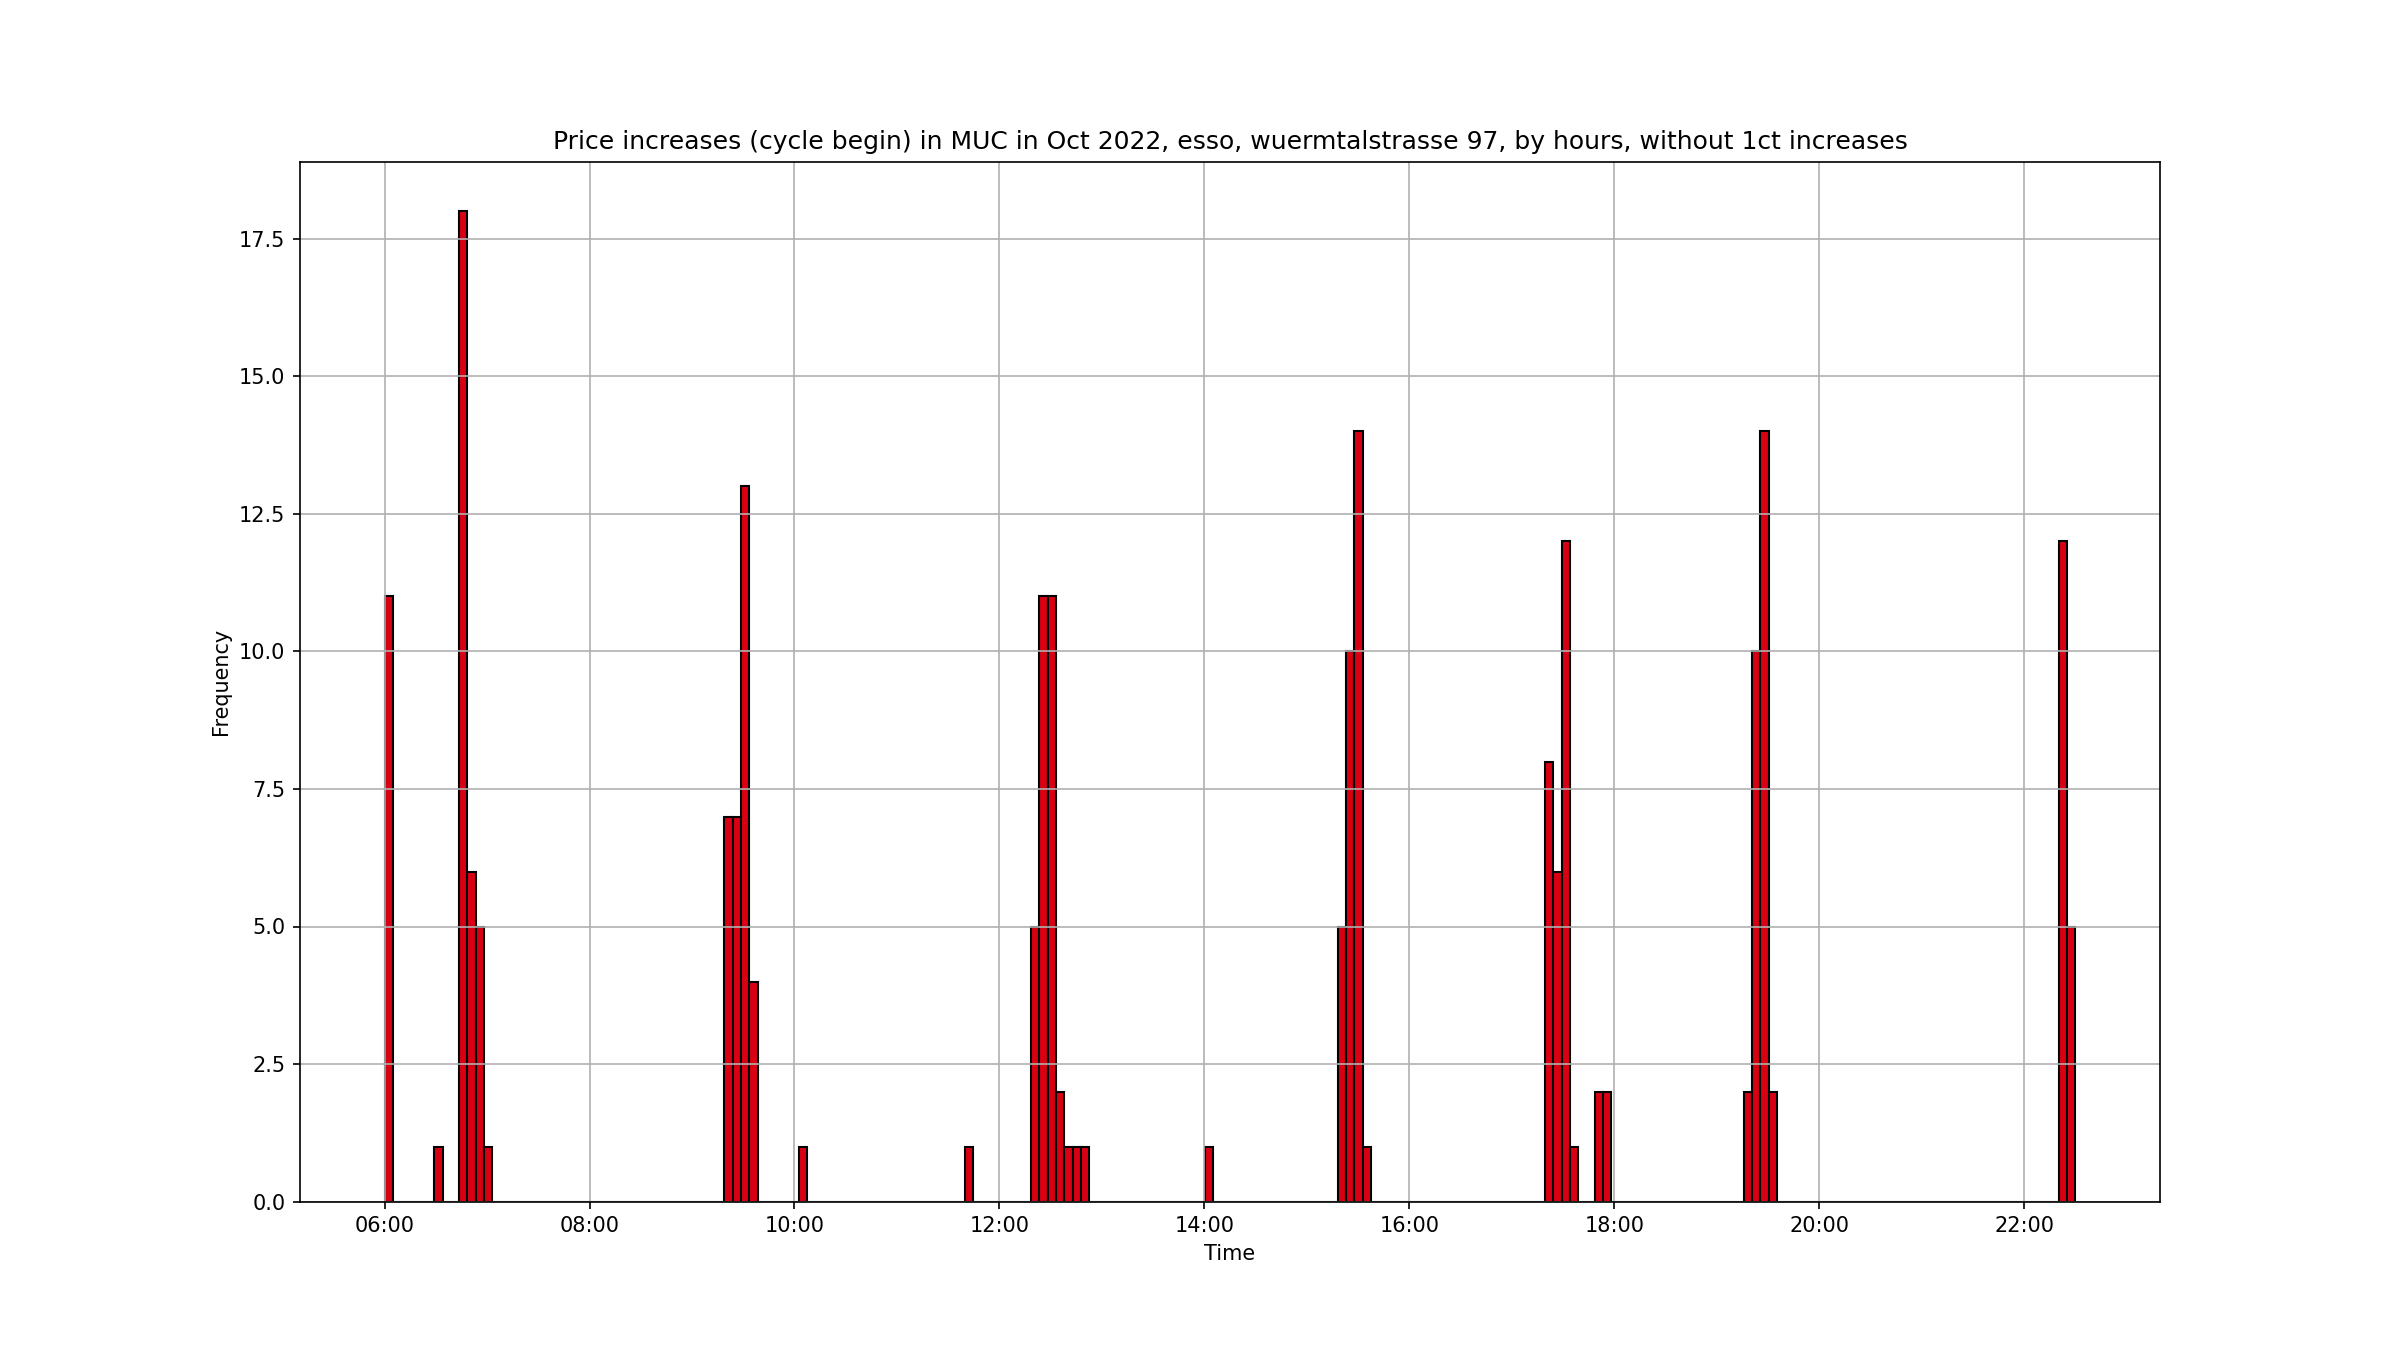 Price increases (cycle begin) in MUC in Oct 2022, esso, wuermtalstrasse 97, by hours, without 1ct increases
17.5
15.0
12.5
10.0
7.5
5.0
2.5
0.0
Frequency
06:00 08:00 10:00 12:00 14:00 16:00 18:00 20:00 22:00
Time